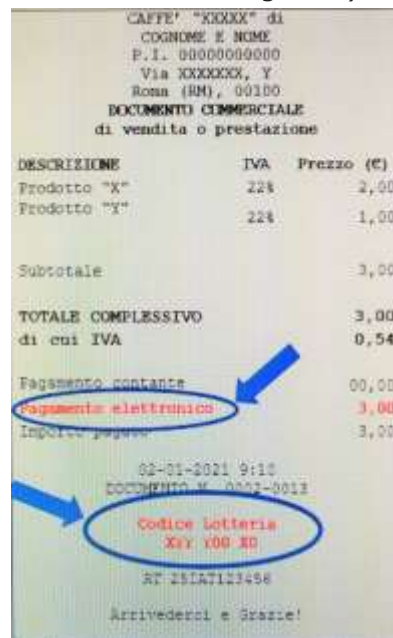 CAFFE' "XXXXX" di
COGNOME E NOME
P.I. 00000000000
Via XXXXXXX, Y
Roma (RM), 00100
DOCUMENTO COMMERCIALE
di vendita o prestazione
DESCRIZIONE IVA Prezzo (€)
Prodotto "X" 22% 2,00
Prodotto "Y" 22% 1,00
Subtotale 3,00
TOTALE COMPLESSIVO 3,00
di cui IVA 0,54
Pagamento contante 00,00
Pagamento elettronico 3,00
Importo pagato 3,00
02-01-2021 9:10
DOCUMENTO N. 0002-0013
Codice Lotteria
RT 25IAT123456
Arrivederci e Grazie!